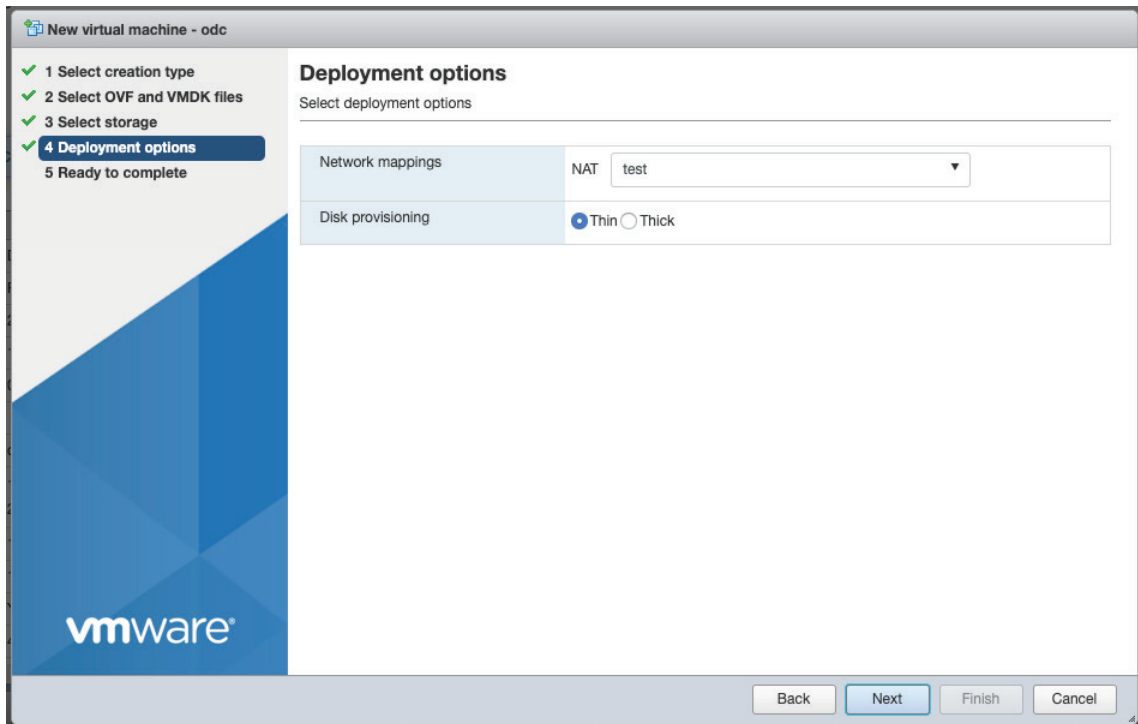 New virtual machine - odc
1 Select creation type
2 Select OVF and VMDK files
3 Select storage
4 Deployment options
5 Ready to complete
Deployment options
Select deployment options
Network mappings
NAT test
Disk provisioning
Thin Thick
vmware®
Back Next Finish Cancel